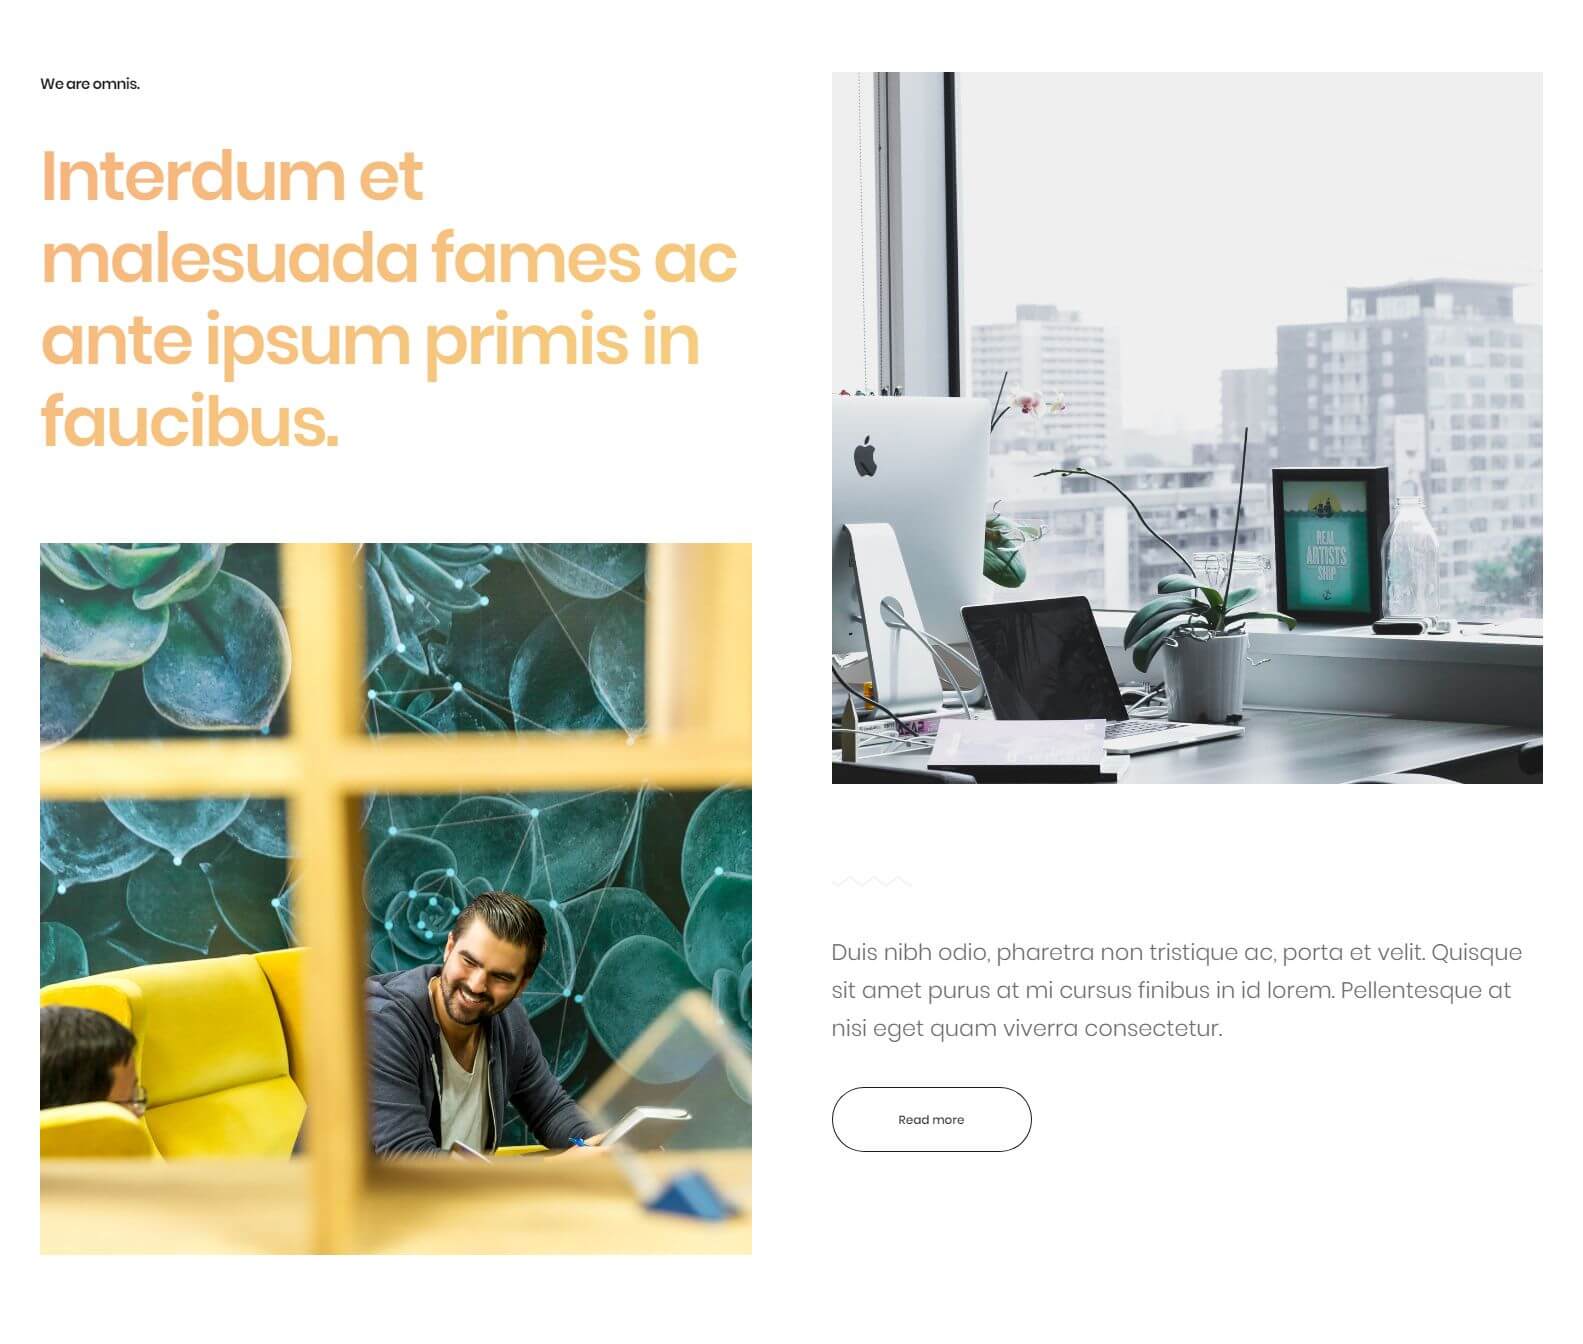 We are omnis.
Interdum et
malesuada fames ac
ante ipsum primis in
faucibus.
REAL
ARTISTS
SHIP
Duis nibh odio, pharetra non tristique ac, porta et velit. Quisque
sit amet purus at mi cursus finibus in id lorem. Pellentesque at
nisi eget quam viverra consectetur.
Read more